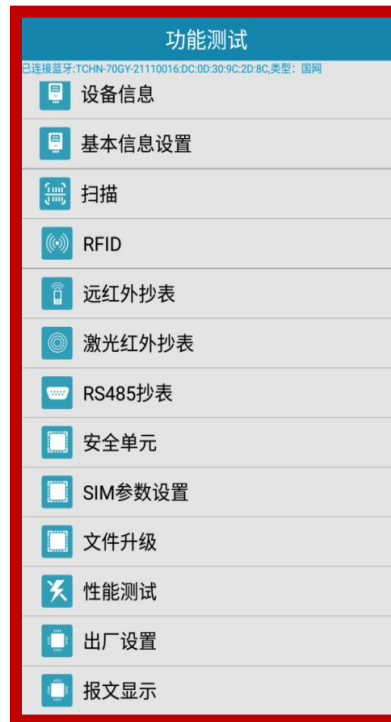 功能测试
已连接蓝牙:TCHN-70GY-21110016:DC:0D:30:9C:2D:8C,类型：国网
设备信息
基本信息设置
扫描
RFID
远红外抄表
激光红外抄表
RS485抄表
安全单元
SIM参数设置
文件升级
性能测试
出厂设置
报文显示